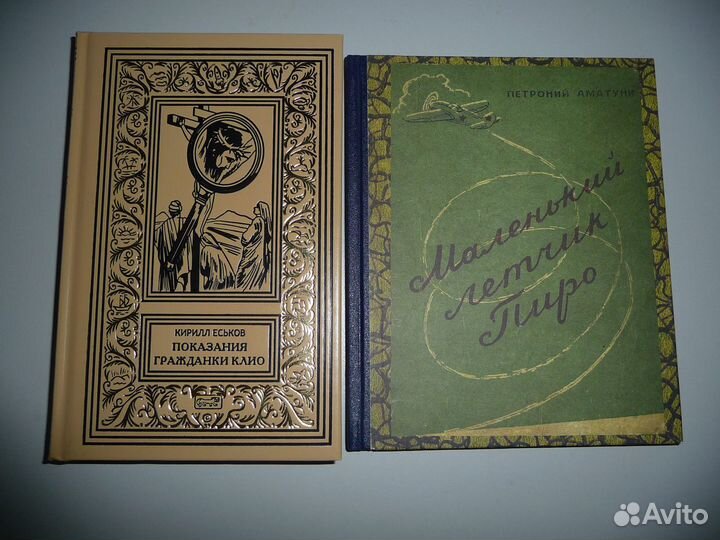 КИРИЛЛ ЕСЬКОВ
ПОКАЗАНИЯ
ГРАЖДАНКИ КЛИО
ПЕТРОНИЙ АМАТУНИ
Маленький
летчик
Пиро
Avito